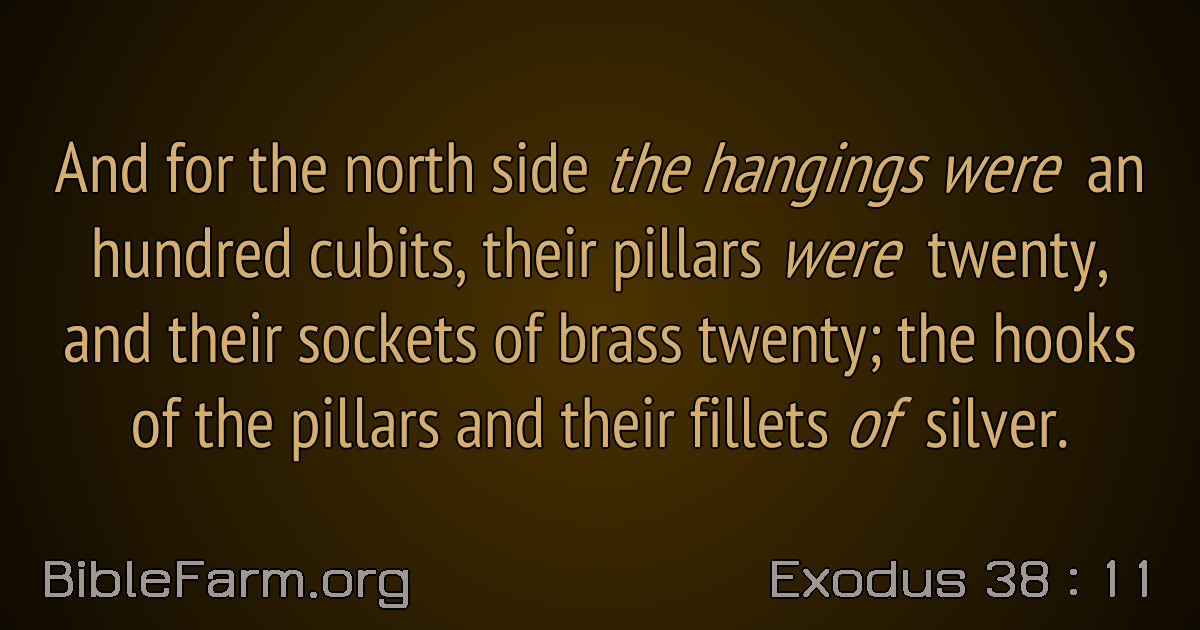 And for the north side the hangings were an
hundred cubits, their pillars were twenty,
and their sockets of brass twenty; the hooks
of the pillars and their fillets of silver.
BibleFarm.org
Exodus 38 : 11